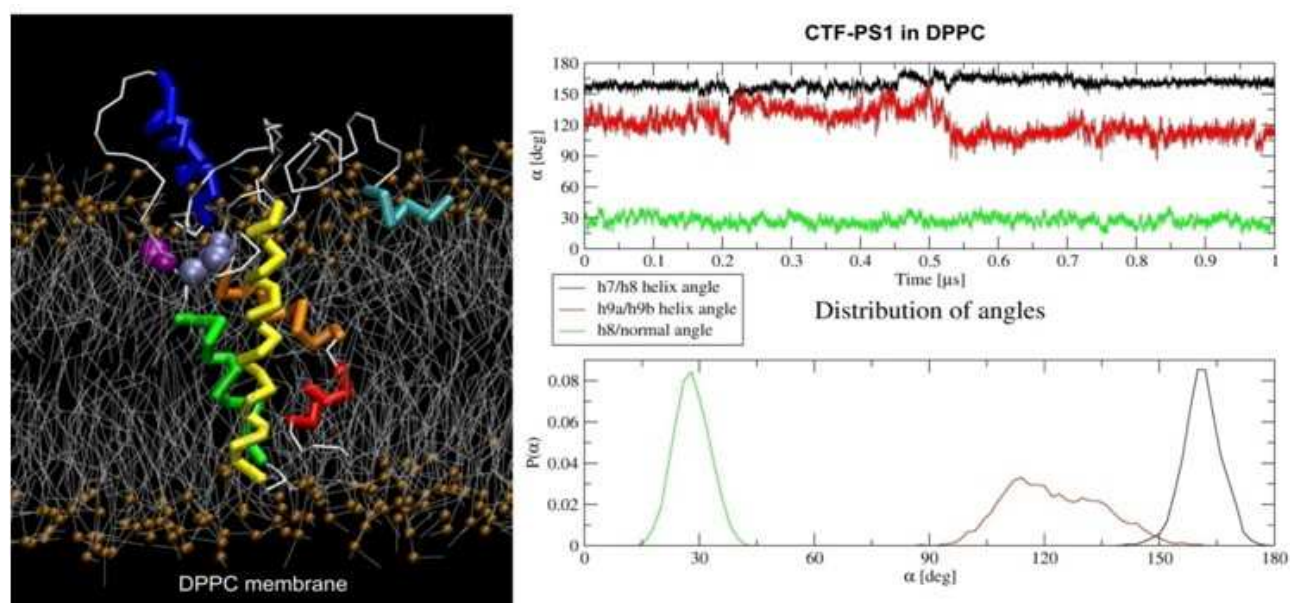 DPPC membrane
CTF-PS1 in DPPC
α [deg]
180
150
120
90
60
30
0
0 0.1 0.2 0.3 0.4 0.5 0.6 0.7 0.8 0.9 1
Time [μs]
h7/h8 helix angle
h9a/h9b helix angle
h8/normal angle
Distribution of angles
P(α)
0.08
0.06
0.04
0.02
0
0 30 60 90 120 150 180
α [deg]